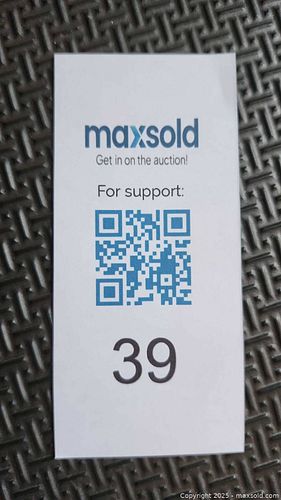 maxsold
Get in on the auction!
For support:
39
Copyright 2025 - maxsold.com